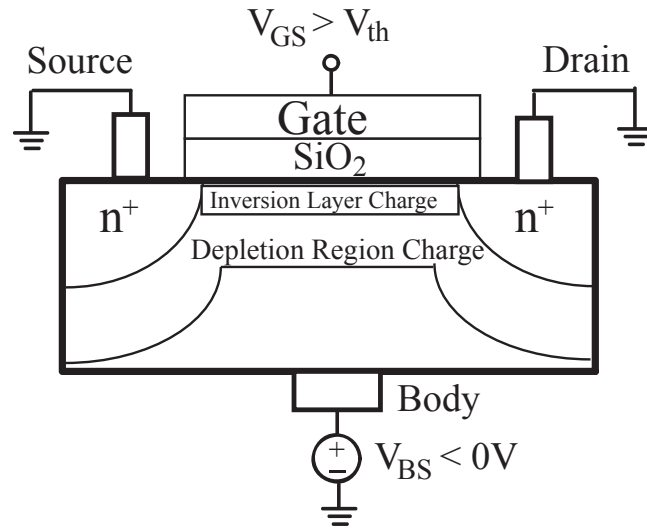 V_GS > V_th
Source
Drain
Gate
SiO₂
n⁺
Inversion Layer Charge
n⁺
Depletion Region Charge
Body
+
−
V_BS < 0V